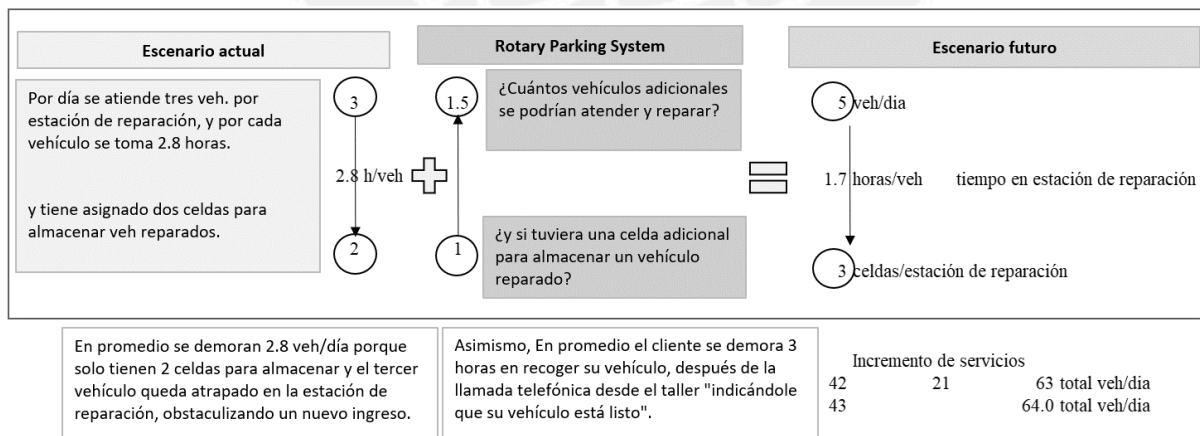 Escenario actual
Rotary Parking System
Escenario futuro
Por día se atiende tres veh. por
estación de reparación, y por cada
vehículo se toma 2.8 horas.
y tiene asignado dos celdas para
almacenar veh reparados.
3
2.8 h/veh
2
1.5
1
¿Cuántos vehículos adicionales
se podrían atender y reparar?
¿y si tuviera una celda adicional
para almacenar un vehículo
reparado?
5 veh/dia
1.7 horas/veh tiempo en estación de reparación
3 celdas/estación de reparación
En promedio se demoran 2.8 veh/día porque
solo tienen 2 celdas para almacenar y el tercer
vehículo queda atrapado en la estación de
reparación, obstaculizando un nuevo ingreso.
Asimismo, En promedio el cliente se demora 3
horas en recoger su vehículo, después de la
llamada telefónica desde el taller "indicándole
que su vehículo está listo".
Incremento de servicios
42 21 63 total veh/dia
43 64.0 total veh/dia